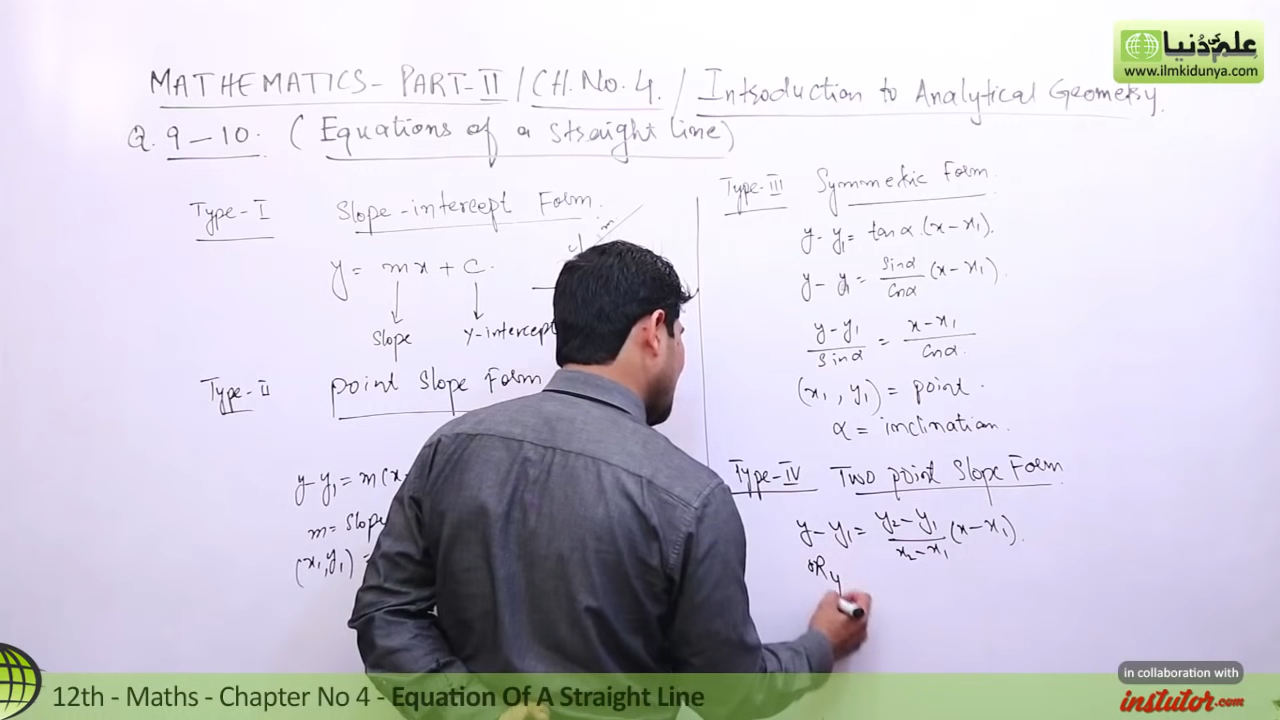 علم کی دُنیا
www.ilmkidunya.com
MATHEMATICS - PART-II / CH. No. 4. / Introduction to Analytical Geometry.
Q. 9 – 10. ( Equations of a straight line)
Type-I Slope-intercept Form.
y = mx + c.
Slope Y-intercept
Type-II point Slope Form
y-y₁ = m(x-
m = Slope
(x₁, y₁) =
Type-III Symmetric Form.
y - y₁ = tanα.(x - x₁).
y - y₁ = sinα/cosα (x - x₁)
y-y₁/sinα = x-x₁/cosα.
(x₁, y₁) = point.
α = inclination.
Type-IV Two point Slope Form
y - y₁ = y₂-y₁/x₂-x₁ (x-x₁).
OR y
12th - Maths - Chapter No 4 - Equation Of A Straight Line
in collaboration with
instutor.com